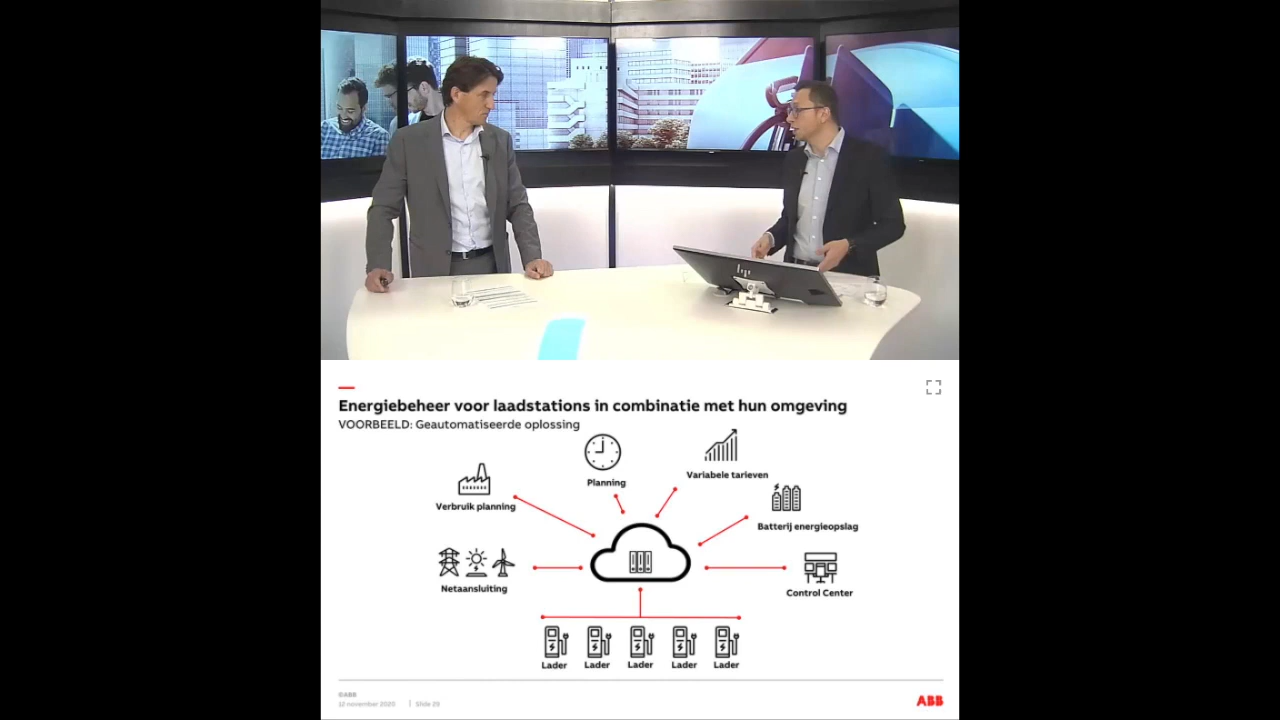 hp
Energiebeheer voor laadstations in combinatie met hun omgeving
VOORBEELD: Geautomatiseerde oplossing
Planning
Variabele tarieven
Verbruik planning
Batterij energieopslag
Netaansluiting
Control Center
Lader Lader Lader Lader Lader
©ABB
12 november 2020 | Slide 29
ABB